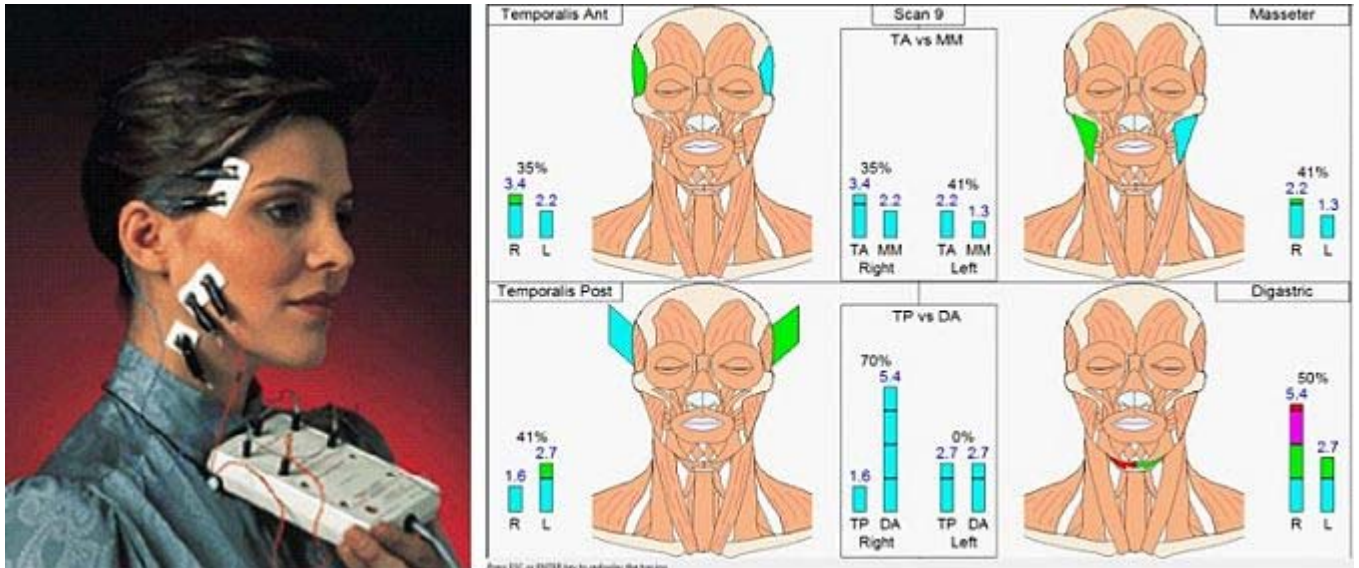 Temporalis Ant
Scan 9
Masseter
TA vs MM
35%
3.4
2.2
R L
35%
3.4
2.2
TA MM
Right
41%
2.2
1.3
TA MM
Left
41%
2.2
1.3
R L
Temporalis Post
TP vs DA
Digastric
41%
1.6
2.7
R L
70%
5.4
1.6
TP DA
Right
0%
2.7 2.7
TP DA
Left
50%
5.4
2.7
R L